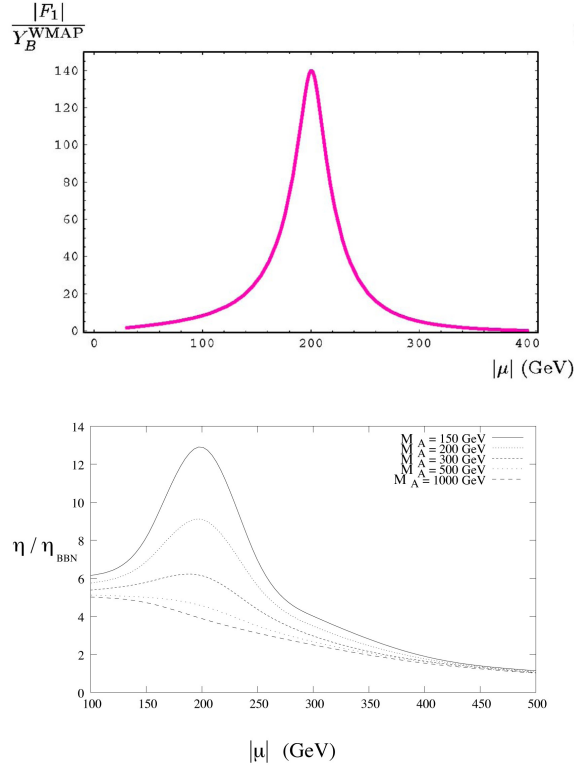 |F₁|
Y_B^WMAP
140
120
100
80
60
40
20
0
0 100 200 300 400
|μ| (GeV)
14
12
10
8
6
4
2
0
η / η_BBN
M_A = 150 GeV
M_A = 200 GeV
M_A = 300 GeV
M_A = 500 GeV
M_A = 1000 GeV
100 150 200 250 300 350 400 450 500
|μ| (GeV)